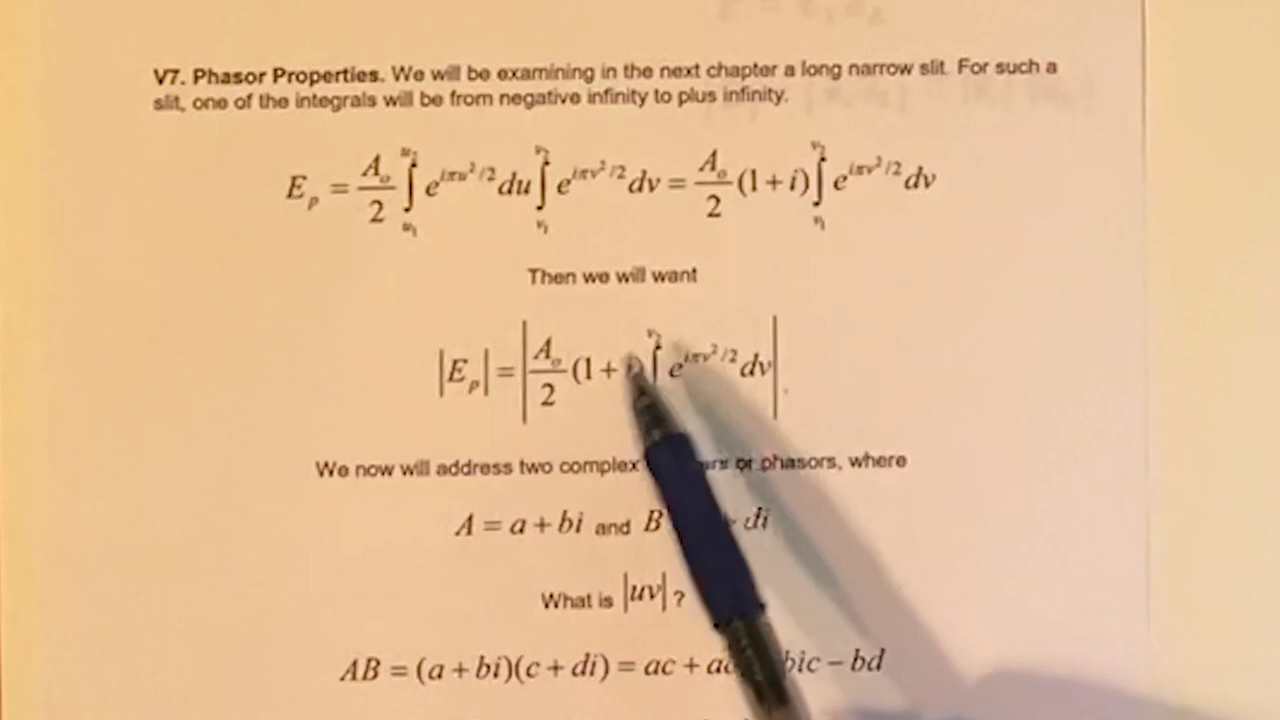 V7. Phasor Properties. We will be examining in the next chapter a long narrow slit. For such a
slit, one of the integrals will be from negative infinity to plus infinity.
E_p = A_o/2 ∫_{u_1}^{u_2} e^{iπu²/2} du ∫_{v_1}^{v_2} e^{iπv²/2} dv = A_o/2 (1 + i) ∫_{v_1}^{v_2} e^{iπv²/2} dv
Then we will want
|E_p| = | A_o/2 (1 + ) ∫^{v_2} e^{iπv²/2} dv | .
We now will address two complex or phasors, where
A = a + bi and B di
What is |uv| ?
AB = (a + bi)(c + di) = ac + a bic − bd